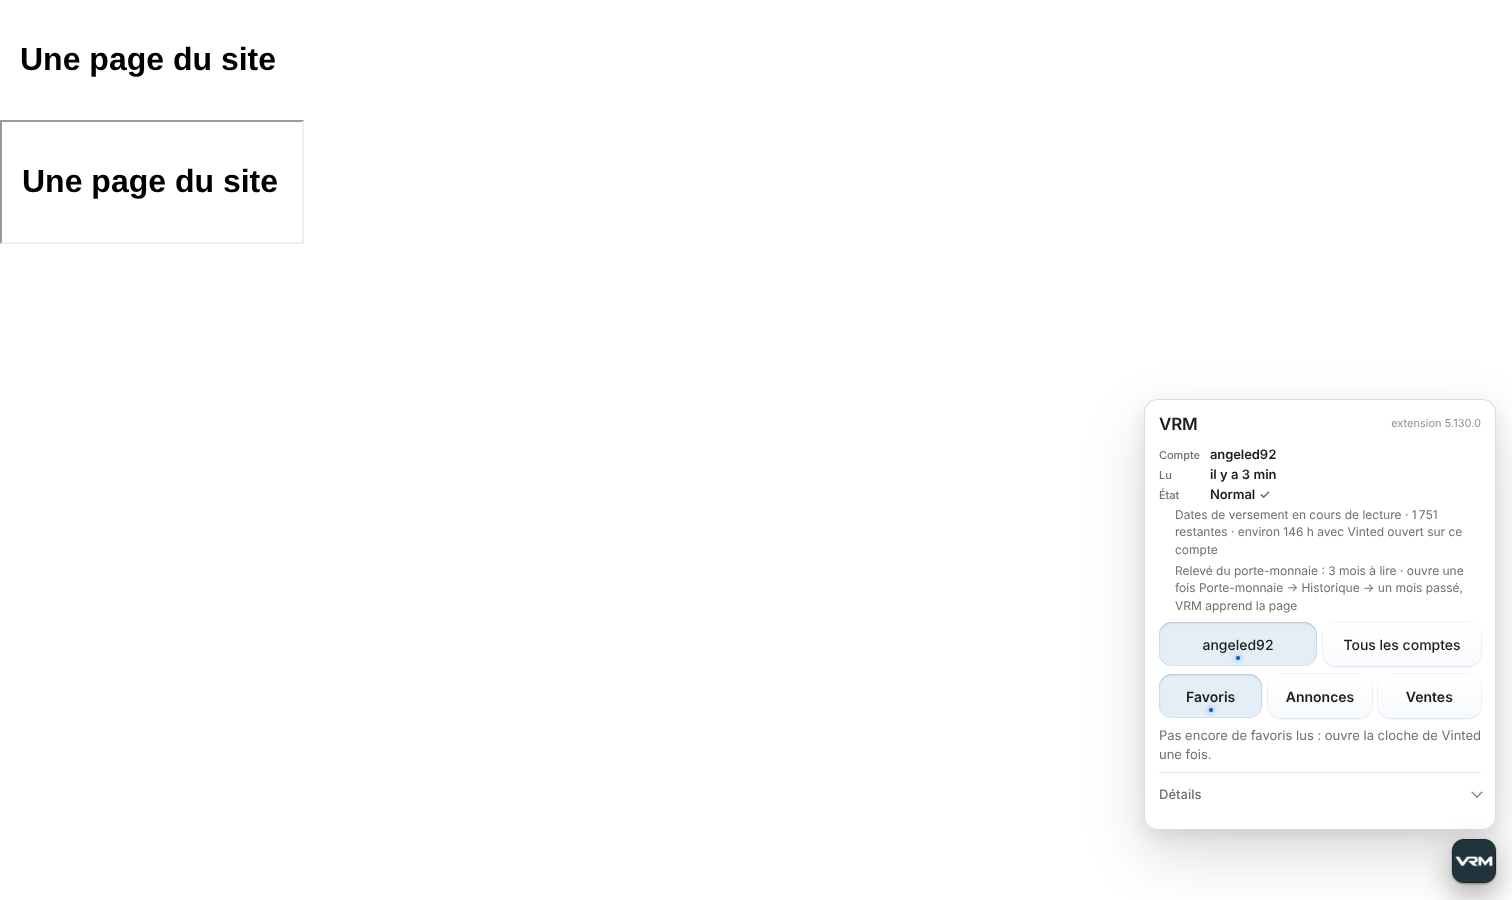 Une page du site
Une page du site
VRM
extension 5.130.0
Compte angeled92
Lu il y a 3 min
État Normal ✓
Dates de versement en cours de lecture · 1 751
restantes · environ 146 h avec Vinted ouvert sur ce
compte
Relevé du porte-monnaie : 3 mois à lire · ouvre une
fois Porte-monnaie → Historique → un mois passé,
VRM apprend la page
angeled92
Tous les comptes
Favoris
Annonces
Ventes
Pas encore de favoris lus : ouvre la cloche de Vinted
une fois.
Détails
VRM